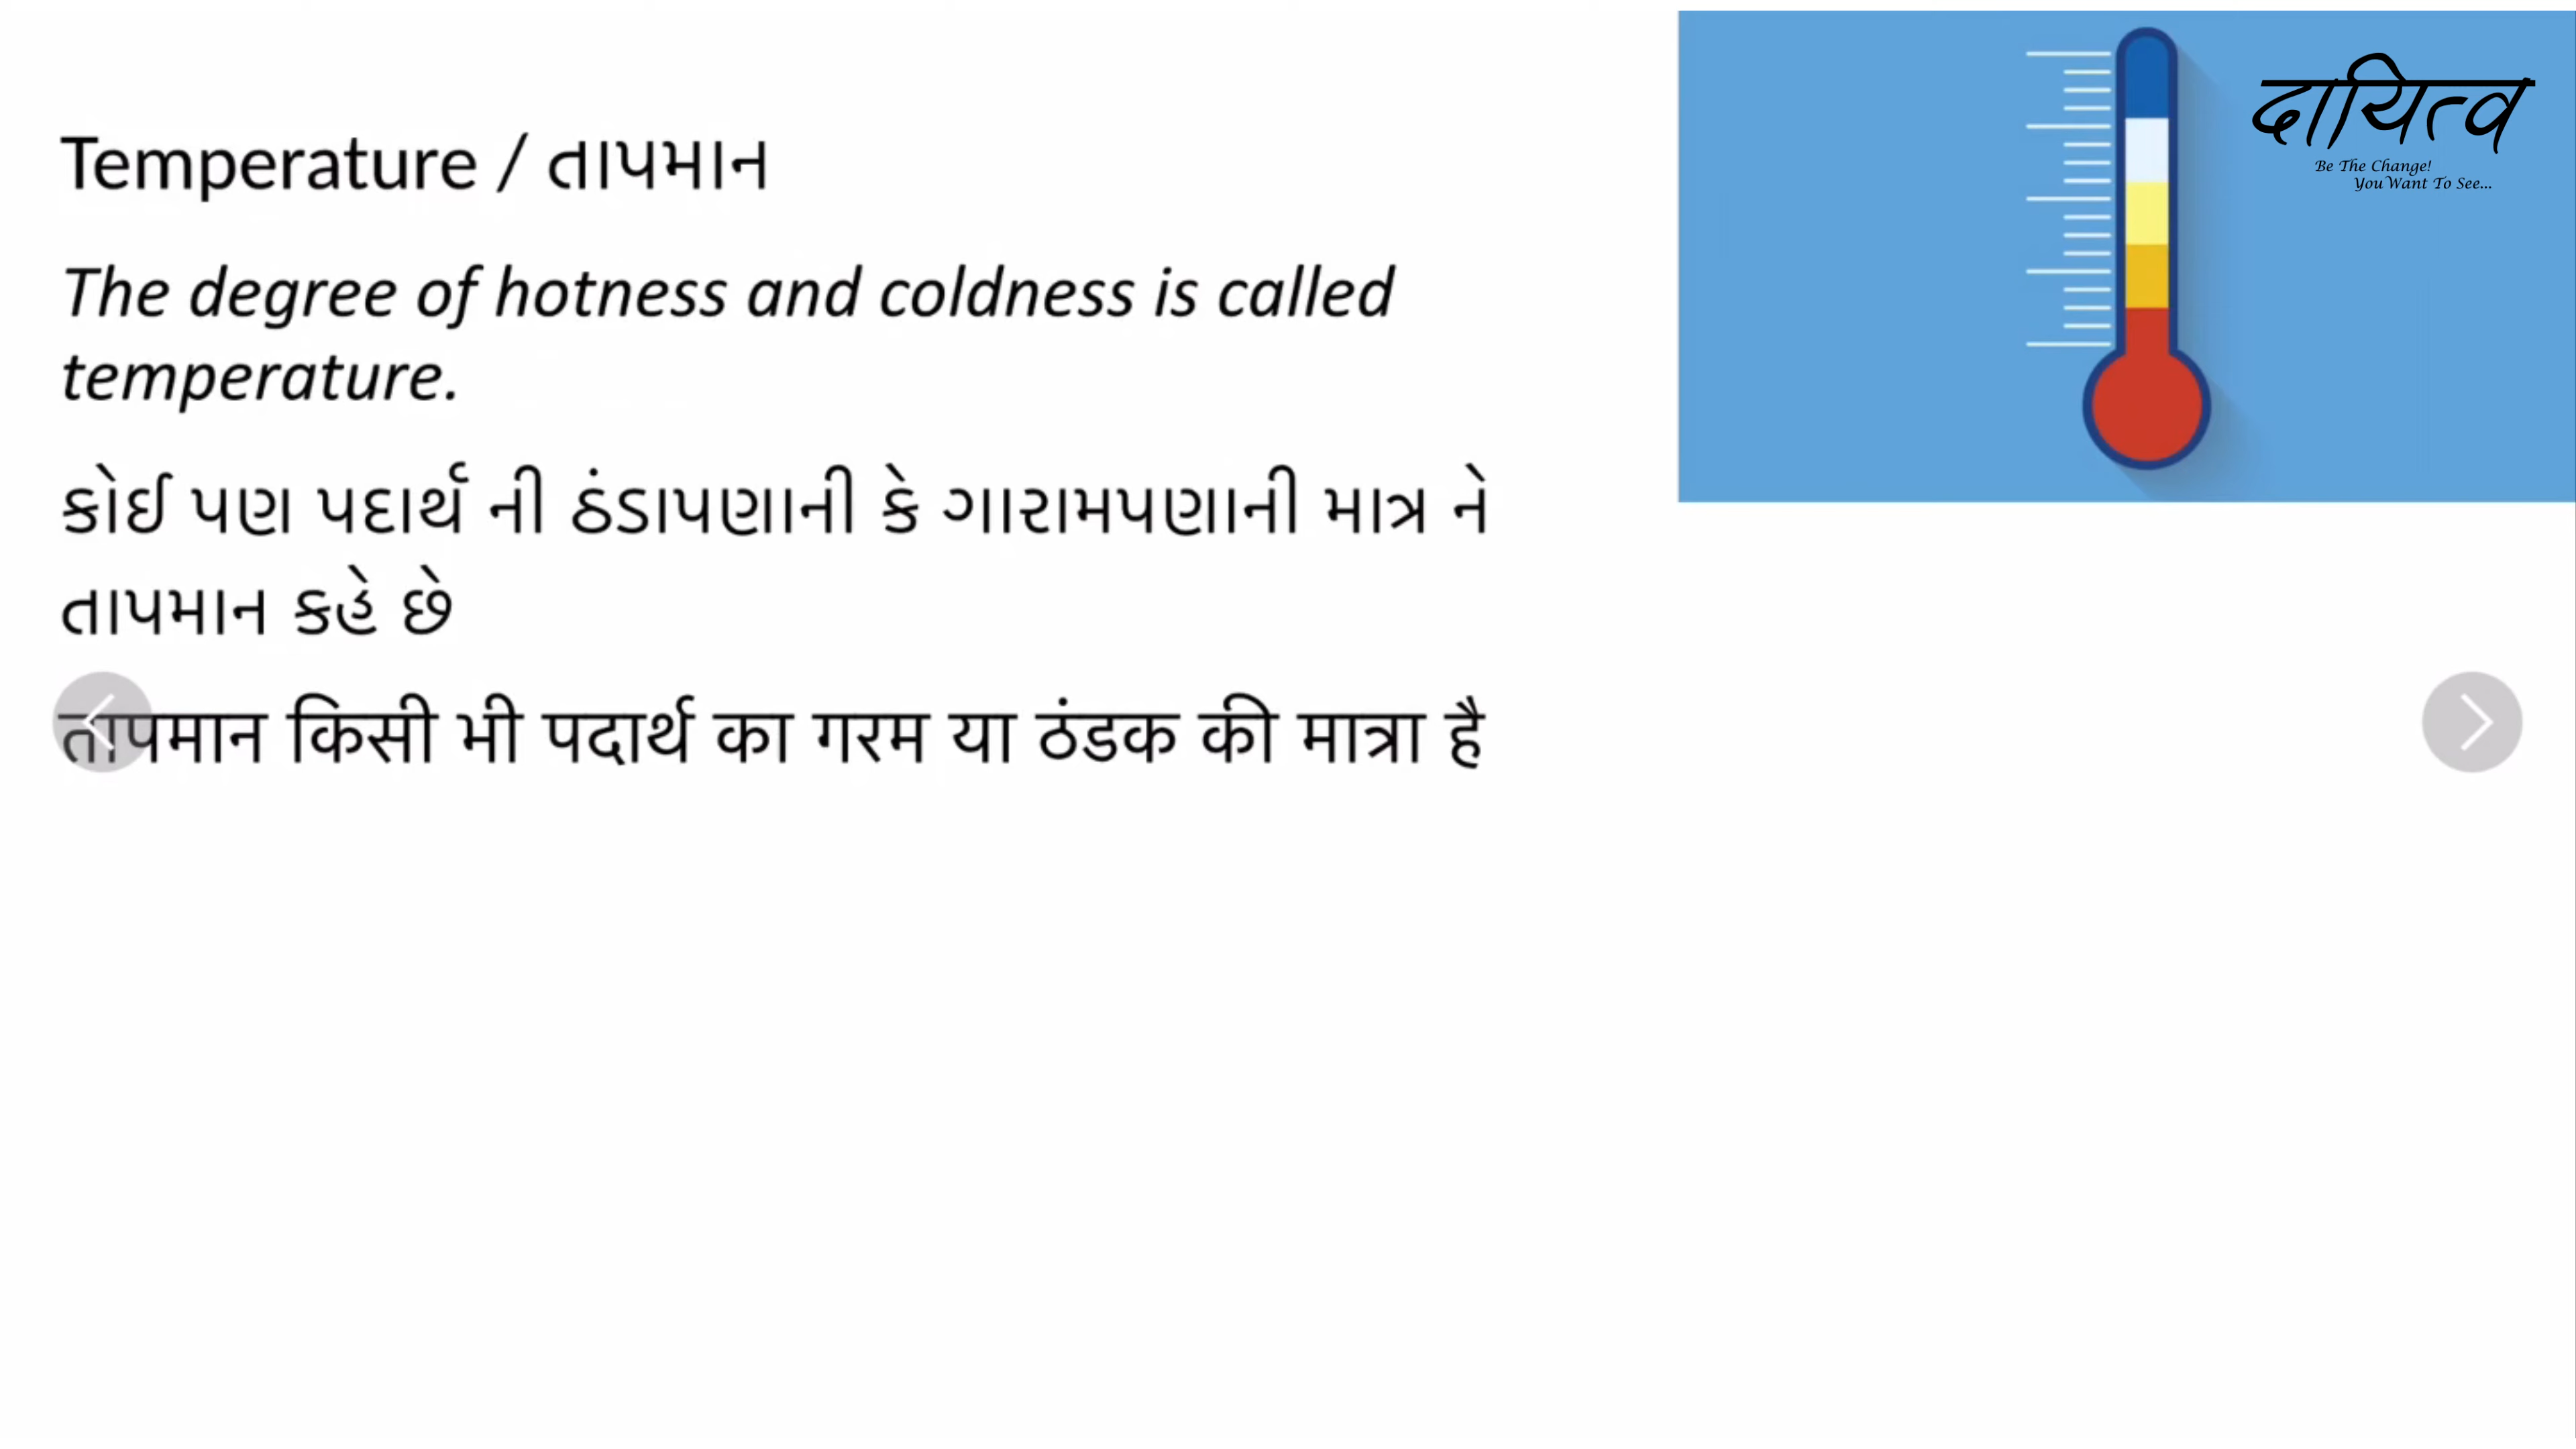 Temperature / તાપમાન
The degree of hotness and coldness is called
temperature.
કોઈ પણ પદાર્થ ની ઠંડાપણાની કે ગારામપણાની માત્ર ને
તાપમાન કહે છે
तापमान किसी भी पदार्थ का गरम या ठंडक की मात्रा है
दायित्व
Be The Change!
You Want To See...